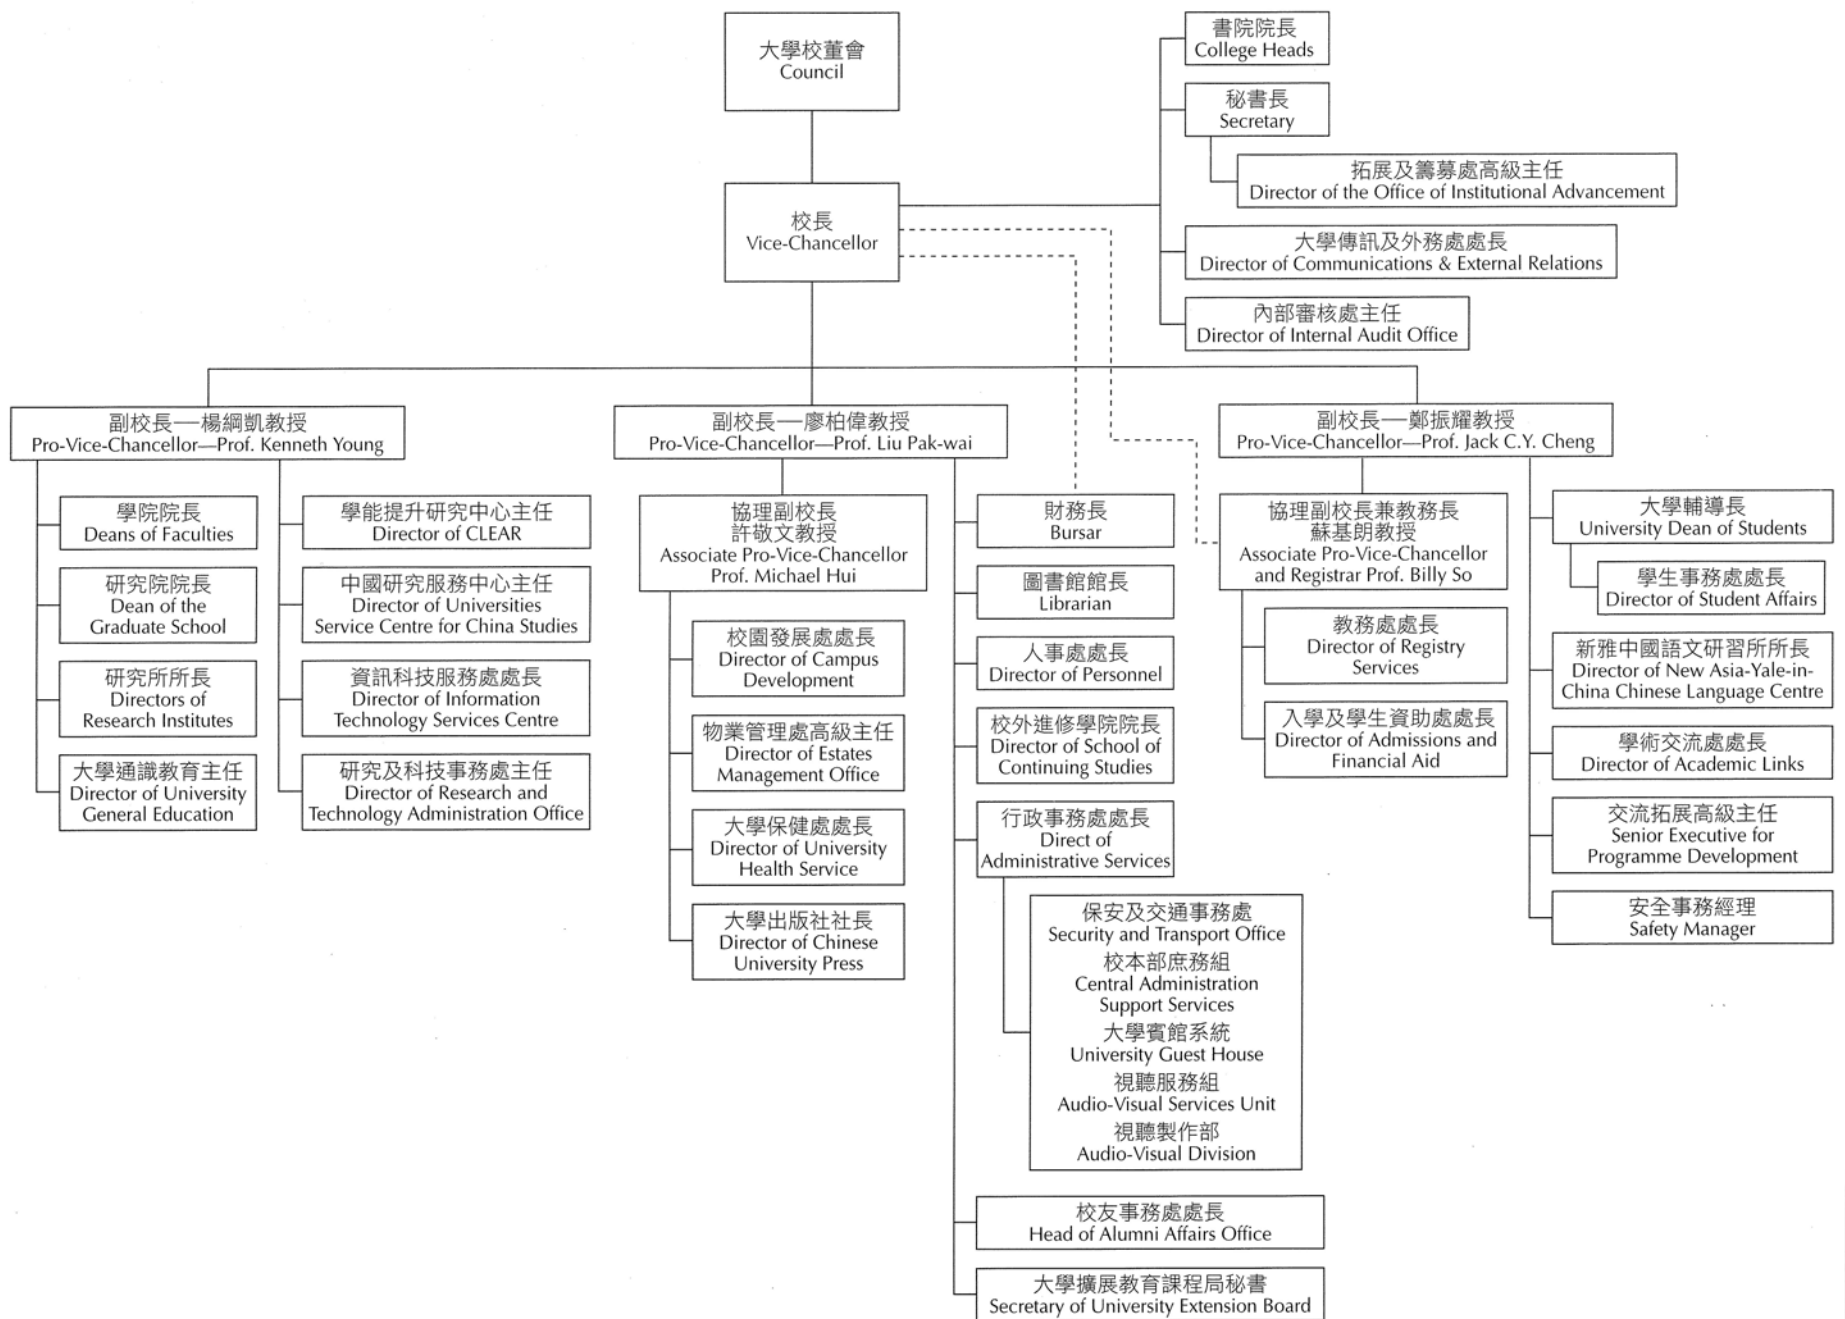 大學校董會
Council
校長
Vice-Chancellor
書院院長
College Heads
秘書長
Secretary
拓展及籌募處高級主任
Director of the Office of Institutional Advancement
大學傳訊及外務處處長
Director of Communications & External Relations
內部審核處主任
Director of Internal Audit Office
副校長—楊綱凱教授
Pro-Vice-Chancellor—Prof. Kenneth Young
學院院長
Deans of Faculties
研究院院長
Dean of the
Graduate School
研究所所長
Directors of
Research Institutes
大學通識教育主任
Director of University
General Education
學能提升研究中心主任
Director of CLEAR
中國研究服務中心主任
Director of Universities
Service Centre for China Studies
資訊科技服務處處長
Director of Information
Technology Services Centre
研究及科技事務處主任
Director of Research and
Technology Administration Office
副校長—廖柏偉教授
Pro-Vice-Chancellor—Prof. Liu Pak-wai
協理副校長
許敬文教授
Associate Pro-Vice-Chancellor
Prof. Michael Hui
校園發展處處長
Director of Campus
Development
物業管理處高級主任
Director of Estates
Management Office
大學保健處處長
Director of University
Health Service
大學出版社社長
Director of Chinese
University Press
財務長
Bursar
圖書館館長
Librarian
人事處處長
Director of Personnel
校外進修學院院長
Director of School of
Continuing Studies
行政事務處處長
Direct of
Administrative Services
保安及交通事務處
Security and Transport Office
校本部庶務組
Central Administration
Support Services
大學賓館系統
University Guest House
視聽服務組
Audio-Visual Services Unit
視聽製作部
Audio-Visual Division
校友事務處處長
Head of Alumni Affairs Office
大學擴展教育課程局秘書
Secretary of University Extension Board
副校長—鄭振耀教授
Pro-Vice-Chancellor—Prof. Jack C.Y. Cheng
協理副校長兼教務長
蘇基朗教授
Associate Pro-Vice-Chancellor
and Registrar Prof. Billy So
教務處處長
Director of Registry
Services
入學及學生資助處處長
Director of Admissions and
Financial Aid
大學輔導長
University Dean of Students
學生事務處處長
Director of Student Affairs
新雅中國語文研習所所長
Director of New Asia-Yale-in-
China Chinese Language Centre
學術交流處處長
Director of Academic Links
交流拓展高級主任
Senior Executive for
Programme Development
安全事務經理
Safety Manager